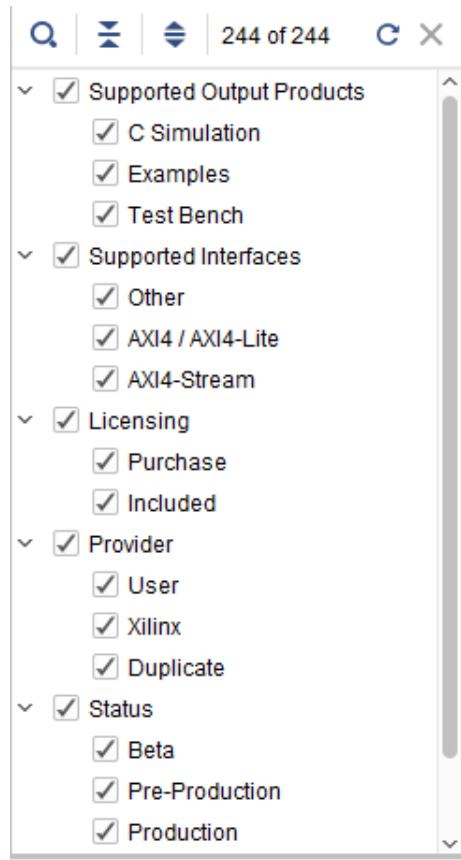 244 of 244
Supported Output Products
C Simulation
Examples
Test Bench
Supported Interfaces
Other
AXI4 / AXI4-Lite
AXI4-Stream
Licensing
Purchase
Included
Provider
User
Xilinx
Duplicate
Status
Beta
Pre-Production
Production